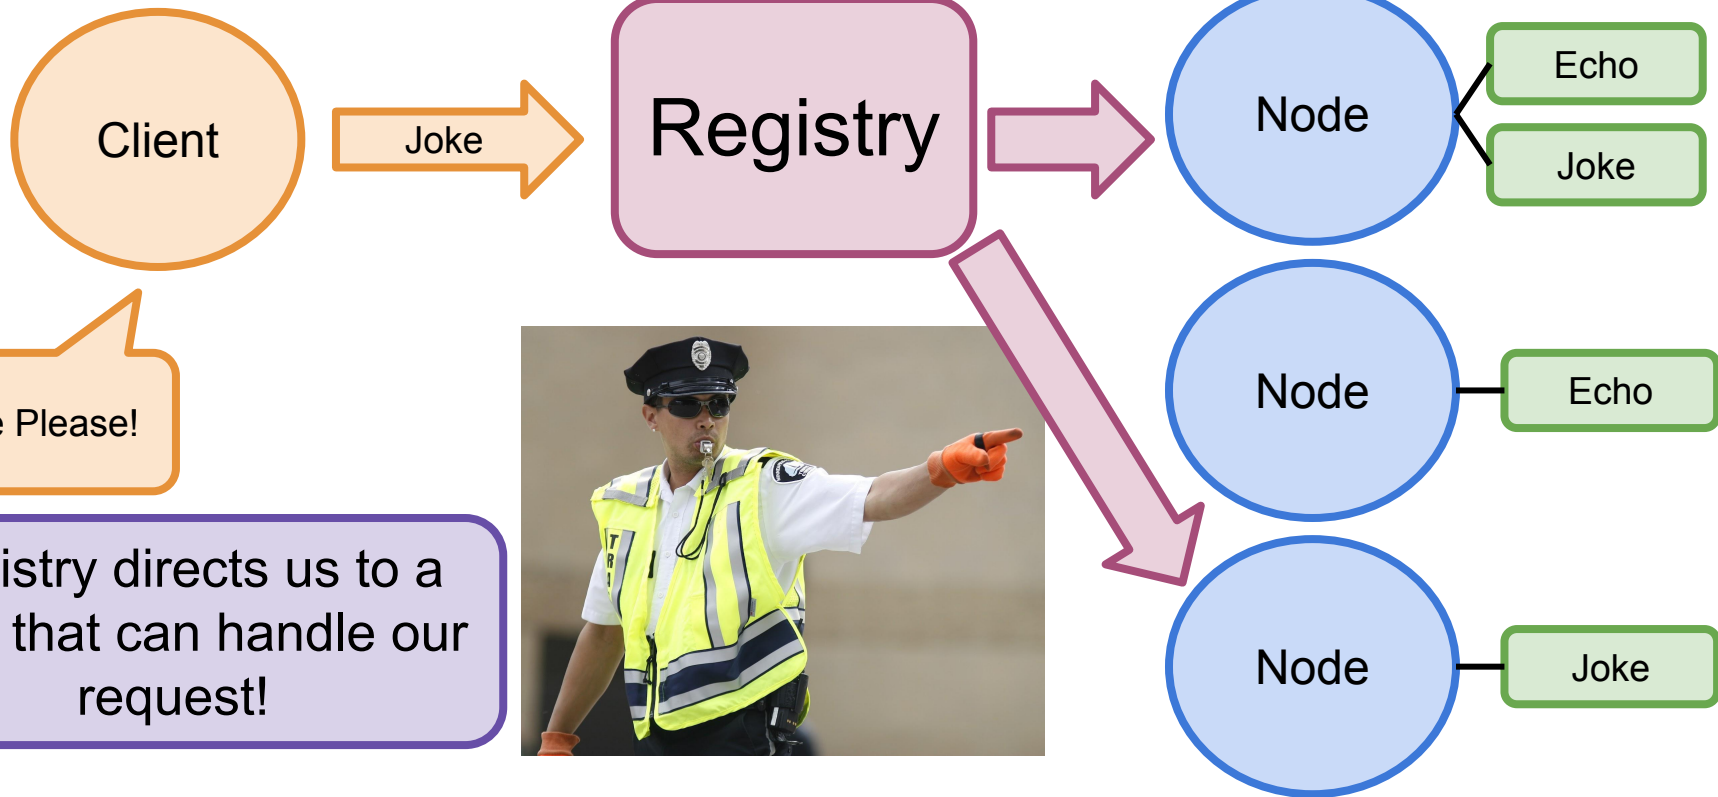 Client
Joke
Registry
Node
Echo
Joke
Node
Echo
Please!
directs us to a
that can handle our
request!
Node
Joke